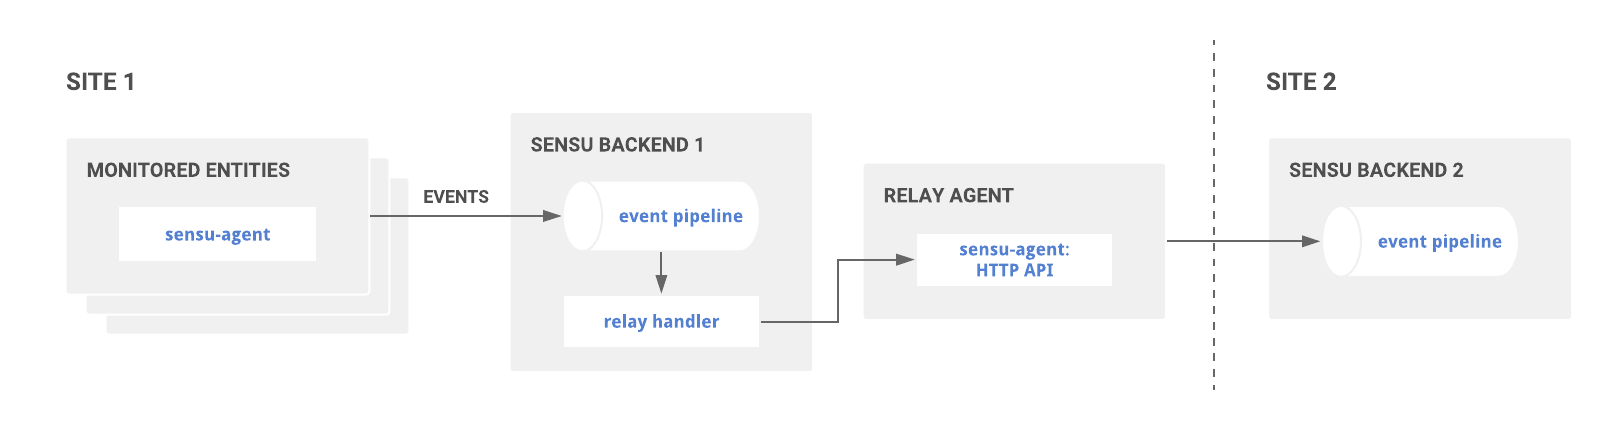 SITE 1
MONITORED ENTITIES
sensu-agent
EVENTS
SENSU BACKEND 1
event pipeline
relay handler
RELAY AGENT
sensu-agent:
HTTP API
SITE 2
SENSU BACKEND 2
event pipeline